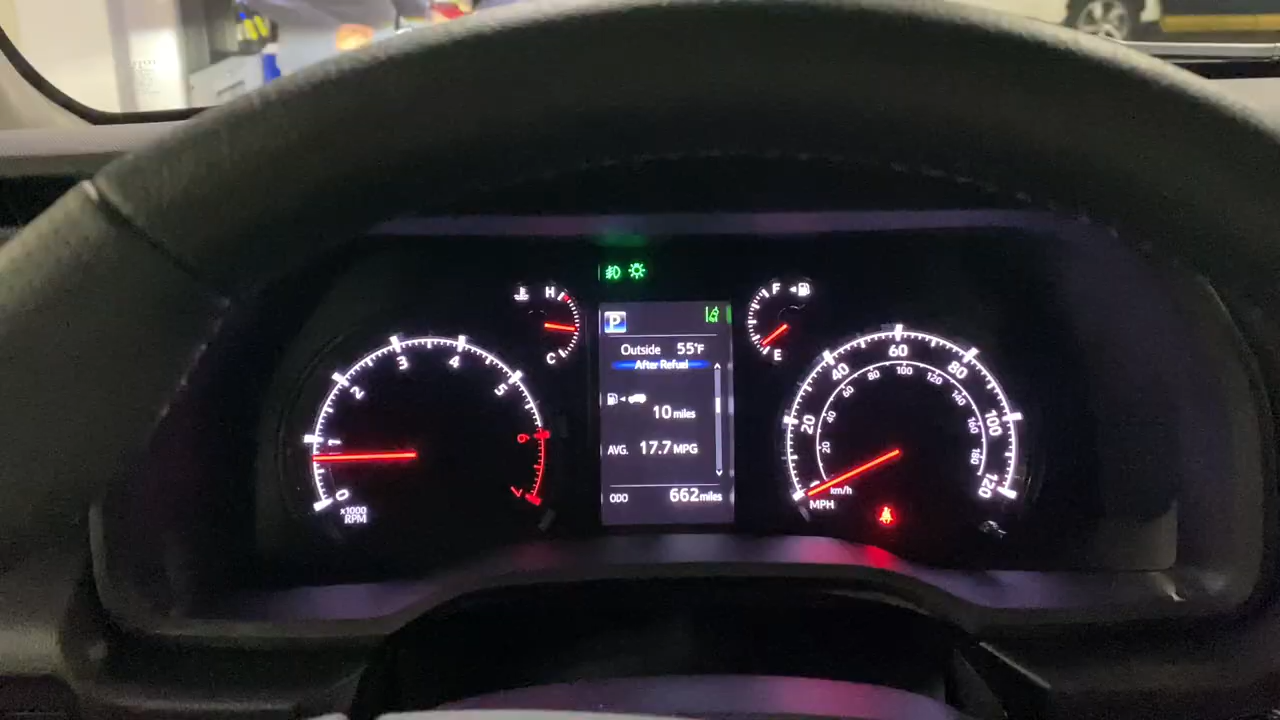 H
C
F
E
P
Outside 55°F
After Refuel
10 miles
AVG. 17.7 MPG
ODO 662 miles
0
1
2
3
4
5
6
7
x1000
RPM
20
40
60
80
100
120
20
40
60
80
100
120
140
160
180
km/h
MPH